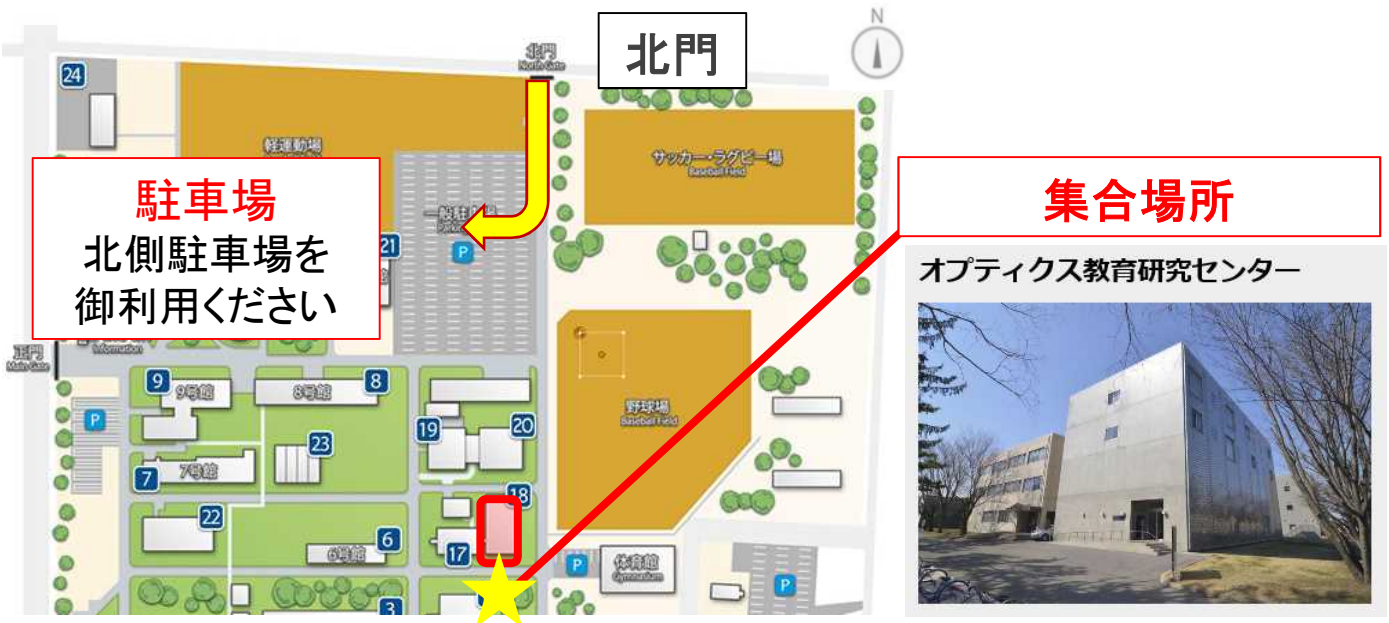 N
北門
North Gate
北門
24
軽運動場
サッカー・ラグビー場
Baseball Field
駐車場
北側駐車場を
御利用ください
集合場所
21
P
オプティクス教育研究センター
正門
Main Gate
Information
9
9号館
8号館
8
P
19
20
野球場
Baseball Field
23
7
7号館
18
22
6号館
6
17
P
体育館
Gymnasium
P
3